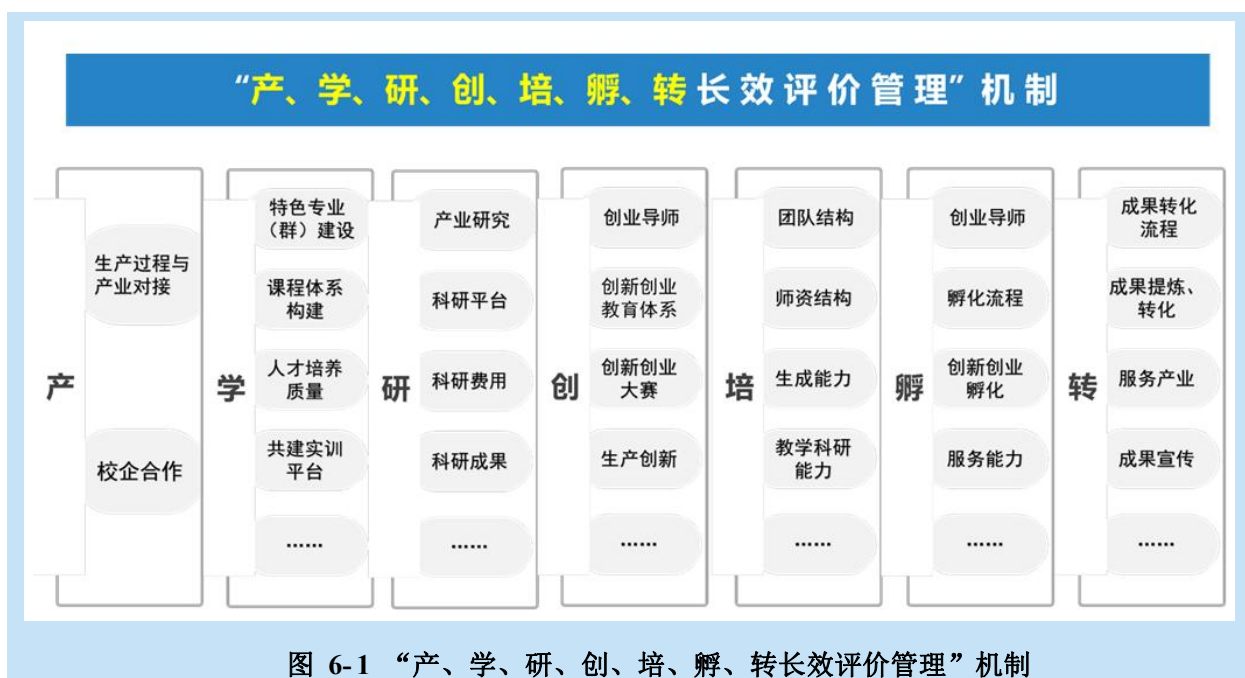 “产、学、研、创、培、孵、转长效评价管理”机制
产
生产过程与
产业对接
校企合作
学
特色专业
（群）建设
课程体系
构建
人才培养
质量
共建实训
平台
……
研
产业研究
科研平台
科研费用
科研成果
……
创
创业导师
创新创业
教育体系
创新创业
大赛
生产创新
……
培
团队结构
师资结构
生成能力
教学科研
能力
……
孵
创业导师
孵化流程
创新创业
孵化
服务能力
……
转
成果转化
流程
成果提炼、
转化
服务产业
成果宣传
……
图 6-1 “产、学、研、创、培、孵、转长效评价管理”机制